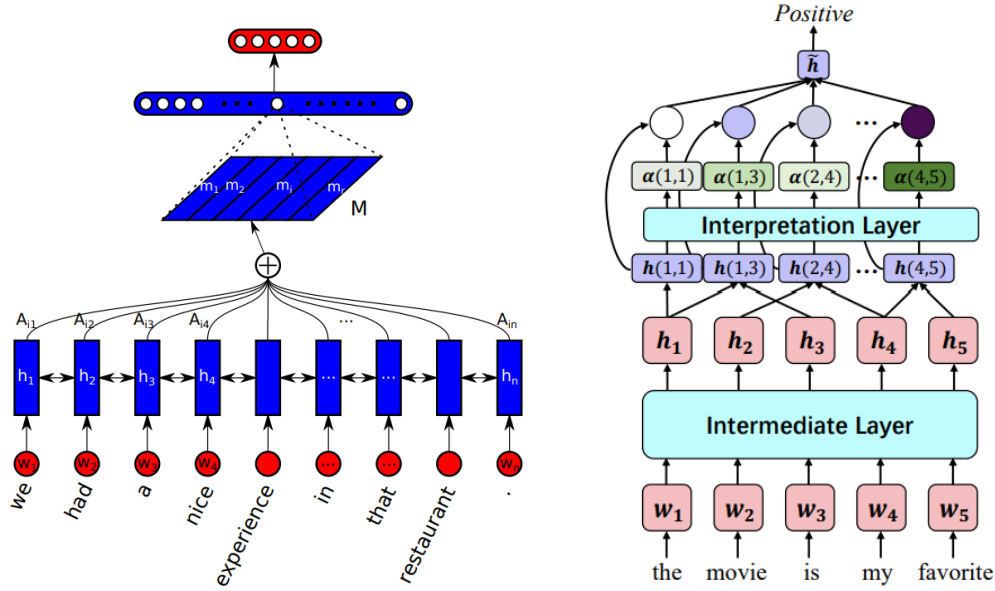 m1 m2 mi mr
M
Ai1 Ai2 Ai3 Ai4 ... Ain
h1 h2 h3 h4 ... ... hn
w1 w2 w3 w4 ... ... wn
we had a nice experience in that restaurant .
Positive
h̃
...
α(1,1) α(1,3) α(2,4) ... α(4,5)
Interpretation Layer
h(1,1) h(1,3) h(2,4) ... h(4,5)
h1 h2 h3 h4 h5
Intermediate Layer
w1 w2 w3 w4 w5
the movie is my favorite